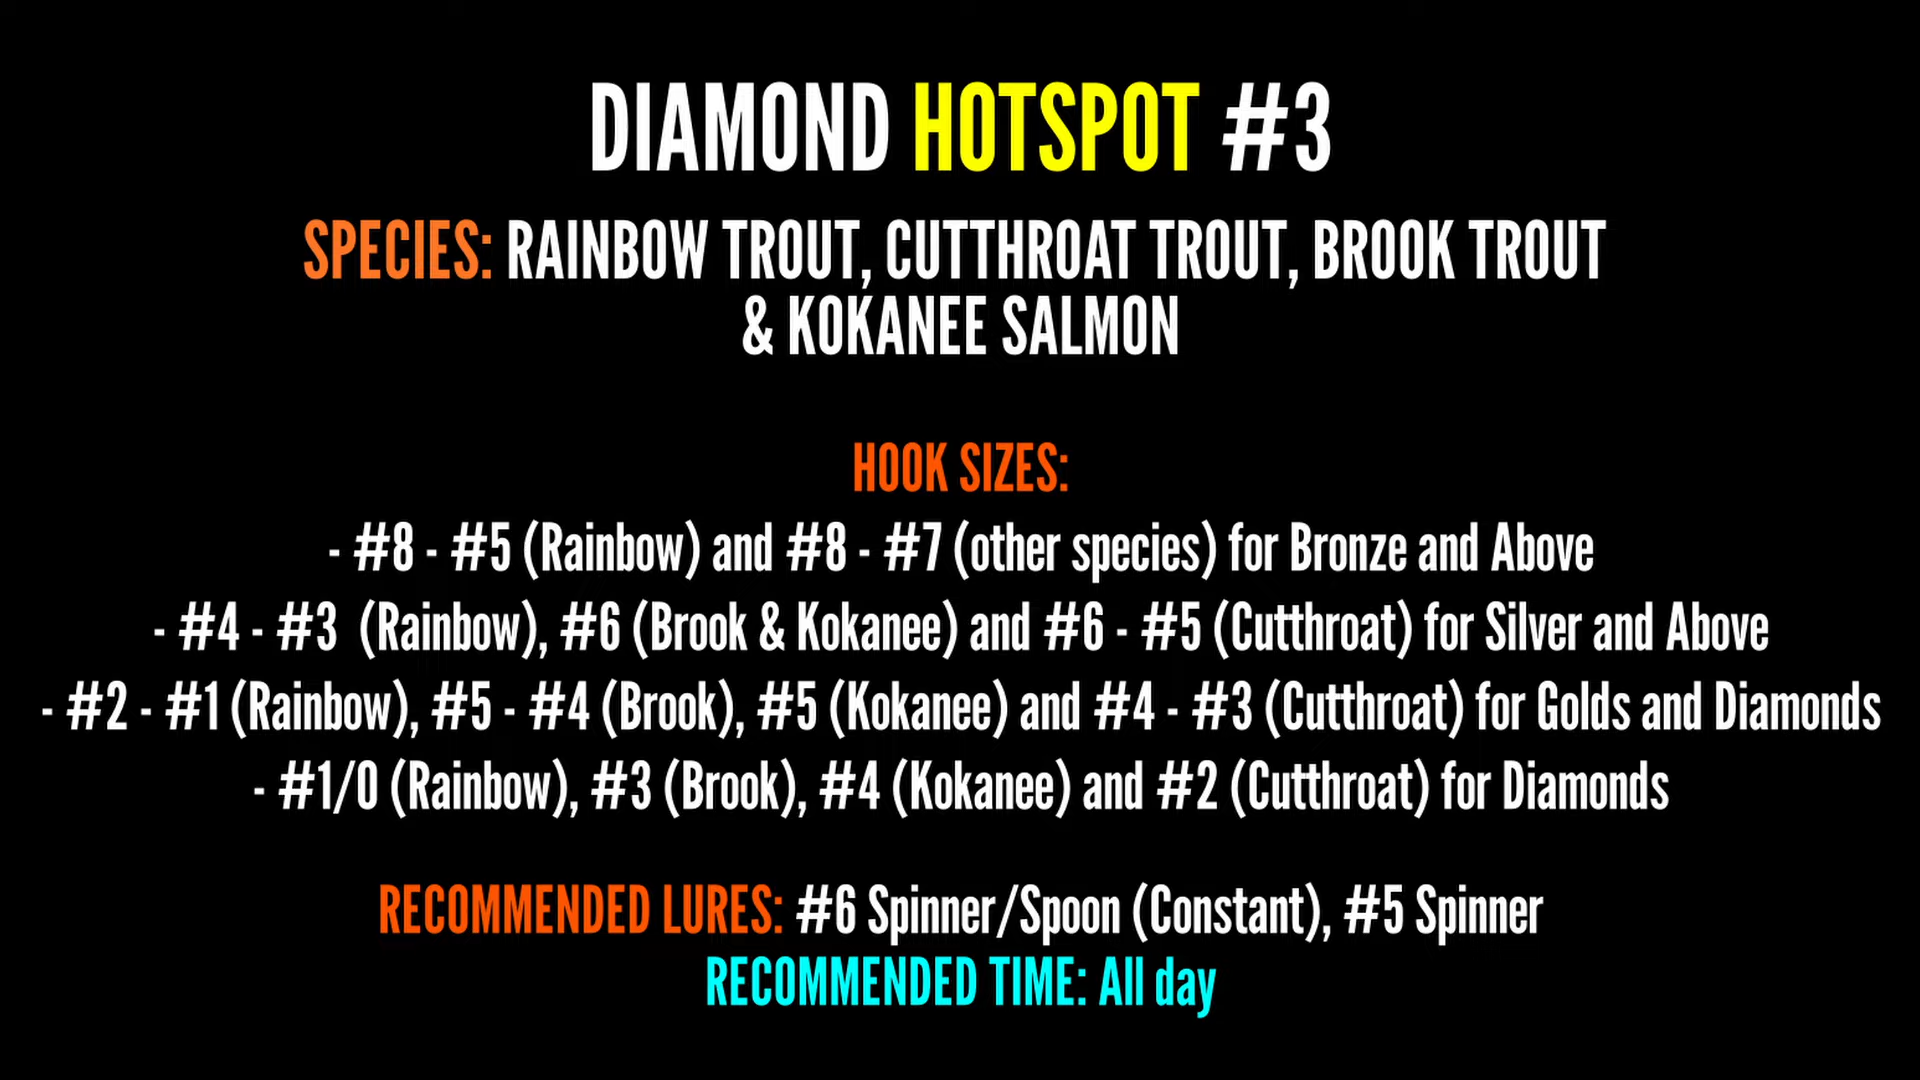 DIAMOND HOTSPOT #3
SPECIES: RAINBOW TROUT, CUTTHROAT TROUT, BROOK TROUT
& KOKANEE SALMON
HOOK SIZES:
- #8 - #5 (Rainbow) and #8 - #7 (other species) for Bronze and Above
- #4 - #3 (Rainbow), #6 (Brook & Kokanee) and #6 - #5 (Cutthroat) for Silver and Above
- #2 - #1 (Rainbow), #5 - #4 (Brook), #5 (Kokanee) and #4 - #3 (Cutthroat) for Golds and Diamonds
- #1/0 (Rainbow), #3 (Brook), #4 (Kokanee) and #2 (Cutthroat) for Diamonds
RECOMMENDED LURES: #6 Spinner/Spoon (Constant), #5 Spinner
RECOMMENDED TIME: All day